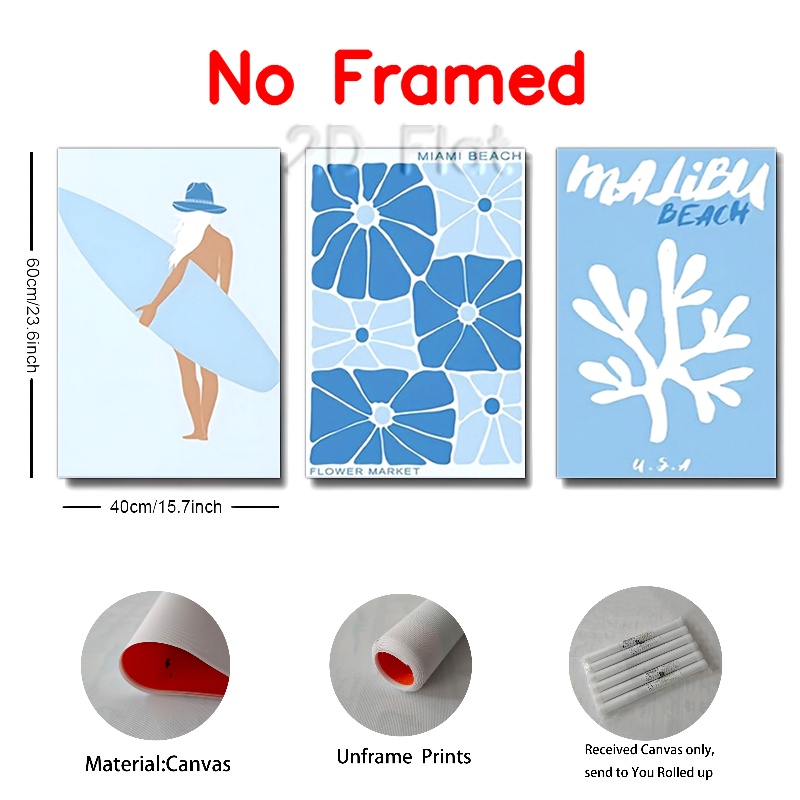 No Framed
2D Flat
MIAMI BEACH
FLOWER MARKET
MALiBU
BEACH
U.S.A
60cm/23.6inch
40cm/15.7inch
Material:Canvas
Unframe Prints
Received Canvas only,
send to You Rolled up